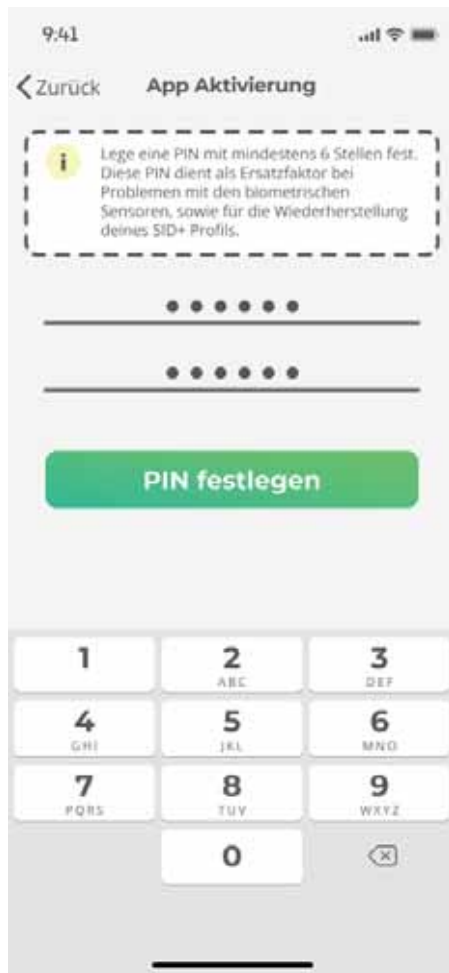 9:41
Zurück App Aktivierung
i
Lege eine PIN mit mindestens 6 Stellen fest.
Diese PIN dient als Ersatzfaktor bei
Problemen mit den biometrischen
Sensoren, sowie für die Wiederherstellung
deines SID+ Profils.
PIN festlegen
1 2 3
ABC DEF
4 5 6
GHI JKL MNO
7 8 9
PQRS TUV WXYZ
0